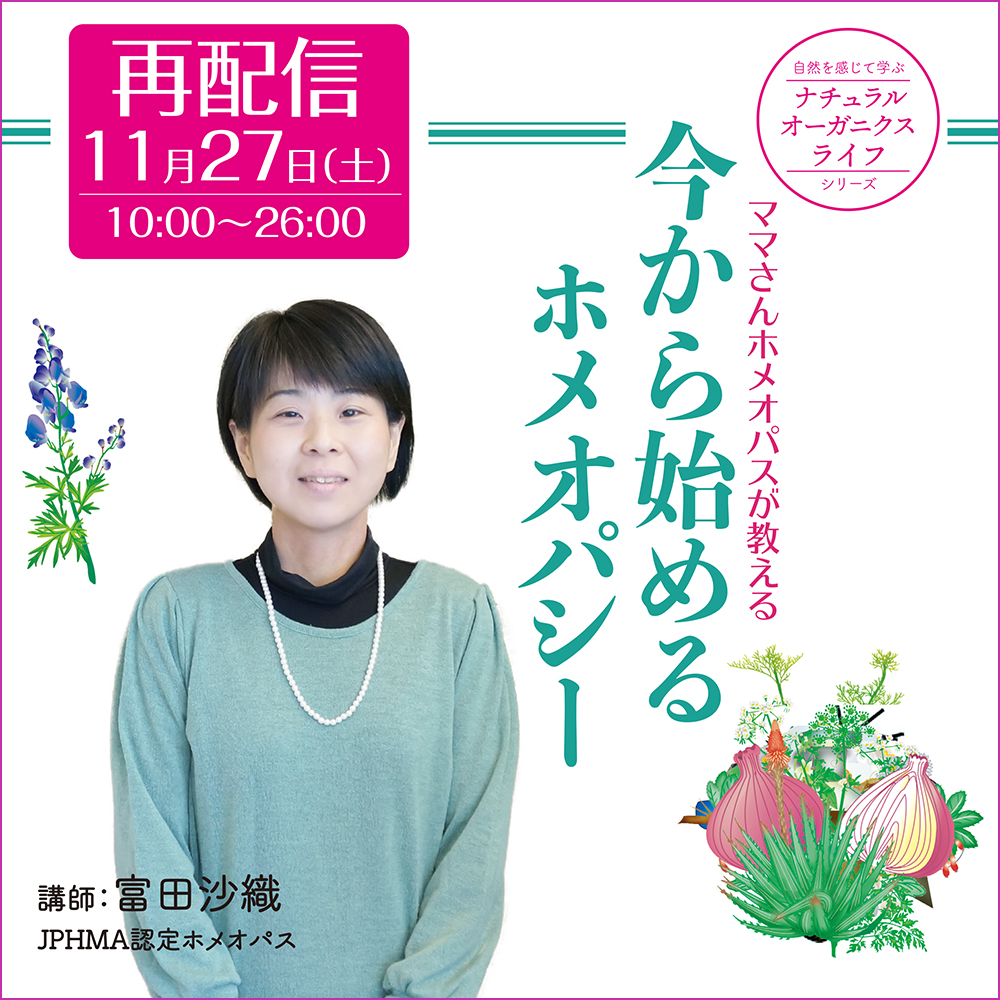 再配信
11月27日(土)
10:00～26:00
自然を感じて学ぶ
ナチュラル
オーガニクス
ライフ
シリーズ
ママさんホメオパスが教える
今から始める
ホメオパシー
講師：富田沙織
JPHMA認定ホメオパス